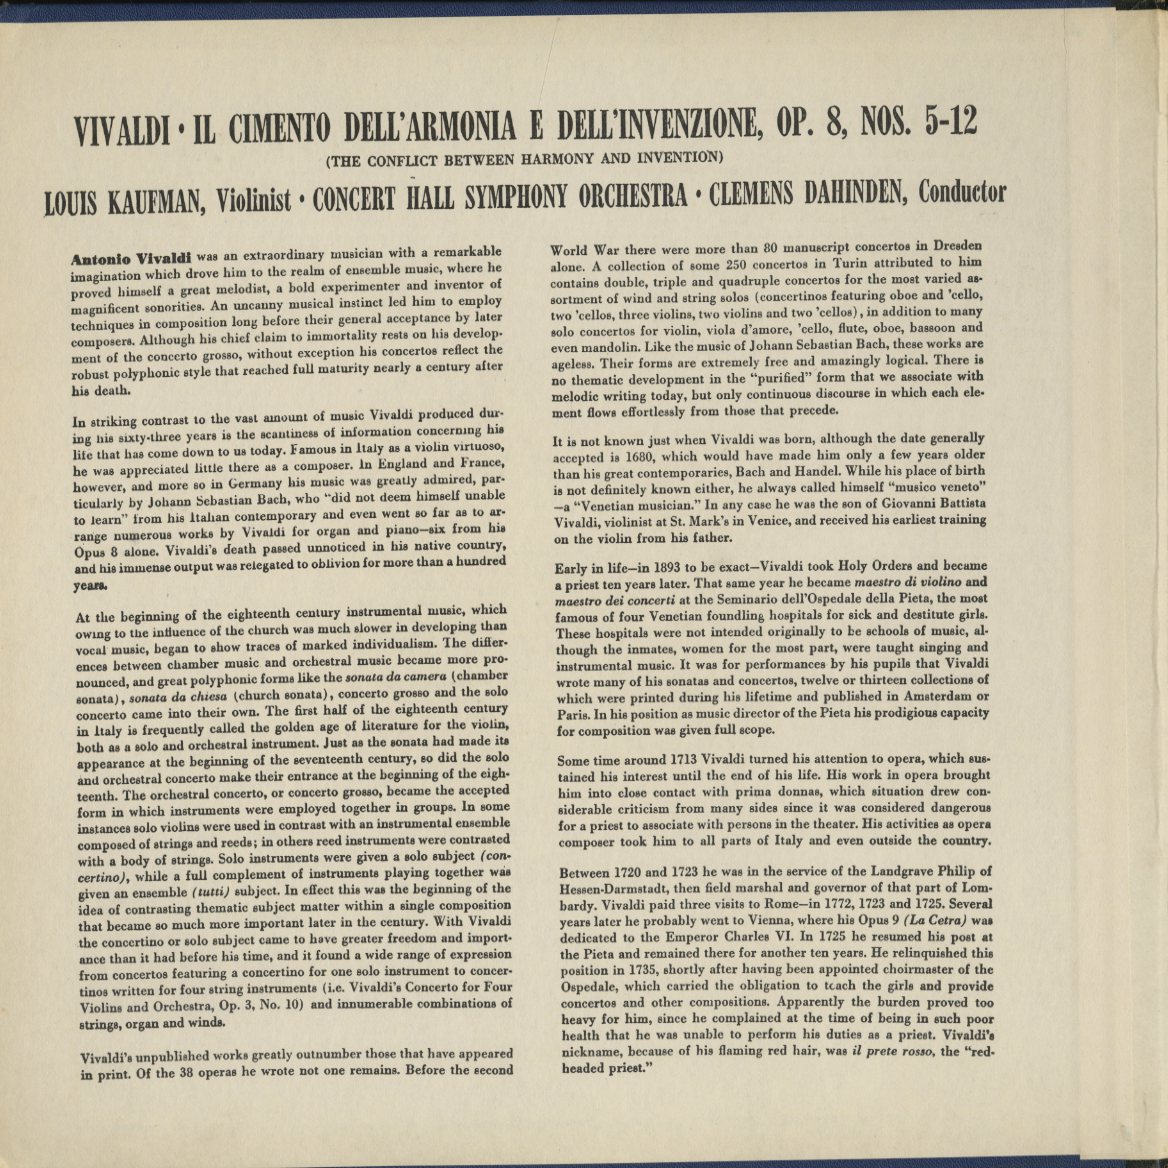 VIVALDI • IL CIMENTO DELL'ARMONIA E DELL'INVENZIONE, OP. 8, NOS. 5-12
(THE CONFLICT BETWEEN HARMONY AND INVENTION)
LOUIS KAUFMAN, Violinist • CONCERT HALL SYMPHONY ORCHESTRA • CLEMENS DAHINDEN, Conductor
Antonio Vivaldi was an extraordinary musician with a remarkable
imagination which drove him to the realm of ensemble music, where he
proved himself a great melodist, a bold experimenter and inventor of
magnificent sonorities. An uncanny musical instinct led him to employ
techniques in composition long before their general acceptance by later
composers. Although his chief claim to immortality rests on his develop-
ment of the concerto grosso, without exception his concertos reflect the
robust polyphonic style that reached full maturity nearly a century after
his death.
In striking contrast to the vast amount of music Vivaldi produced dur-
ing his sixty-three years is the scantiness of information concerning his
life that has come down to us today. Famous in Italy as a violin virtuoso,
he was appreciated little there as a composer. In England and France,
however, and more so in Germany his music was greatly admired, par-
ticularly by Johann Sebastian Bach, who "did not deem himself unable
to learn" from his Italian contemporary and even went so far as to ar-
range numerous works by Vivaldi for organ and piano—six from his
Opus 8 alone. Vivaldi's death passed unnoticed in his native country,
and his immense output was relegated to oblivion for more than a hundred
years.
At the beginning of the eighteenth century instrumental music, which
owing to the influence of the church was much slower in developing than
vocal music, began to show traces of marked individualism. The differ-
ences between chamber music and orchestral music became more pro-
nounced, and great polyphonic forms like the sonata da camera (chamber
sonata), sonata da chiesa (church sonata), concerto grosso and the solo
concerto came into their own. The first half of the eighteenth century
in Italy is frequently called the golden age of literature for the violin,
both as a solo and orchestral instrument. Just as the sonata had made its
appearance at the beginning of the seventeenth century, so did the solo
and orchestral concerto make their entrance at the beginning of the eigh-
teenth. The orchestral concerto, or concerto grosso, became the accepted
form in which instruments were employed together in groups. In some
instances solo violins were used in contrast with an instrumental ensemble
composed of strings and reeds; in others reed instruments were contrasted
with a body of strings. Solo instruments were given a solo subject (con-
certino), while a full complement of instruments playing together was
given an ensemble (tutti) subject. In effect this was the beginning of the
idea of contrasting thematic subject matter within a single composition
that became so much more important later in the century. With Vivaldi
the concertino or solo subject came to have greater freedom and import-
ance than it had before his time, and it found a wide range of expression
from concertos featuring a concertino for one solo instrument to concer-
tinos written for four string instruments (i.e. Vivaldi's Concerto for Four
Violins and Orchestra, Op. 3, No. 10) and innumerable combinations of
strings, organ and winds.
Vivaldi's unpublished works greatly outnumber those that have appeared
in print. Of the 38 operas he wrote not one remains. Before the second
World War there were more than 80 manuscript concertos in Dresden
alone. A collection of some 250 concertos in Turin attributed to him
contains double, triple and quadruple concertos for the most varied as-
sortment of wind and string solos (concertinos featuring oboe and 'cello,
two 'cellos, three violins, two violins and two 'cellos), in addition to many
solo concertos for violin, viola d'amore, 'cello, flute, oboe, bassoon and
even mandolin. Like the music of Johann Sebastian Bach, these works are
ageless. Their forms are extremely free and amazingly logical. There is
no thematic development in the "purified" form that we associate with
melodic writing today, but only continuous discourse in which each ele-
ment flows effortlessly from those that precede.
It is not known just when Vivaldi was born, although the date generally
accepted is 1680, which would have made him only a few years older
than his great contemporaries, Bach and Handel. While his place of birth
is not definitely known either, he always called himself "musico veneto"
—a "Venetian musician." In any case he was the son of Giovanni Battista
Vivaldi, violinist at St. Mark's in Venice, and received his earliest training
on the violin from his father.
Early in life—in 1893 to be exact—Vivaldi took Holy Orders and became
a priest ten years later. That same year he became maestro di violino and
maestro dei concerti at the Seminario dell'Ospedale della Pieta, the most
famous of four Venetian foundling hospitals for sick and destitute girls.
These hospitals were not intended originally to be schools of music, al-
though the inmates, women for the most part, were taught singing and
instrumental music. It was for performances by his pupils that Vivaldi
wrote many of his sonatas and concertos, twelve or thirteen collections of
which were printed during his lifetime and published in Amsterdam or
Paris. In his position as music director of the Pieta his prodigious capacity
for composition was given full scope.
Some time around 1713 Vivaldi turned his attention to opera, which sus-
tained his interest until the end of his life. His work in opera brought
him into close contact with prima donnas, which situation drew con-
siderable criticism from many sides since it was considered dangerous
for a priest to associate with persons in the theater. His activities as opera
composer took him to all parts of Italy and even outside the country.
Between 1720 and 1723 he was in the service of the Landgrave Philip of
Hessen-Darmstadt, then field marshal and governor of that part of Lom-
bardy. Vivaldi paid three visits to Rome—in 1772, 1723 and 1725. Several
years later he probably went to Vienna, where his Opus 9 (La Cetra) was
dedicated to the Emperor Charles VI. In 1725 he resumed his post at
the Pieta and remained there for another ten years. He relinquished this
position in 1735, shortly after having been appointed choirmaster of the
Ospedale, which carried the obligation to teach the girls and provide
concertos and other compositions. Apparently the burden proved too
heavy for him, since he complained at the time of being in such poor
health that he was unable to perform his duties as a priest. Vivaldi's
nickname, because of his flaming red hair, was il prete rosso, the "red-
headed priest."